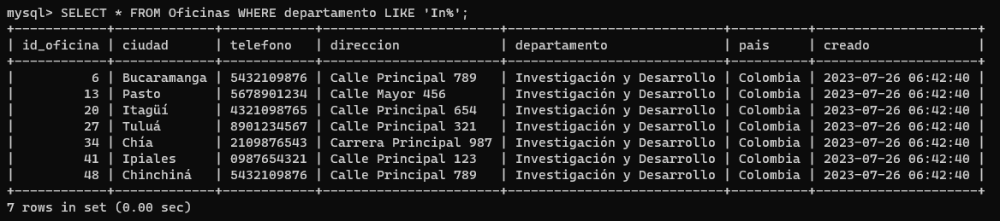 mysql> SELECT * FROM Oficinas WHERE departamento LIKE 'In%';
+------------+-------------+------------+-----------------------+----------------------------+----------+---------------------+
| id_oficina | ciudad      | telefono   | direccion             | departamento               | pais     | creado              |
+------------+-------------+------------+-----------------------+----------------------------+----------+---------------------+
|          6 | Bucaramanga | 5432109876 | Calle Principal 789   | Investigación y Desarrollo | Colombia | 2023-07-26 06:42:40 |
|         13 | Pasto       | 5678901234 | Calle Mayor 456       | Investigación y Desarrollo | Colombia | 2023-07-26 06:42:40 |
|         20 | Itagüí      | 4321098765 | Calle Principal 654   | Investigación y Desarrollo | Colombia | 2023-07-26 06:42:40 |
|         27 | Tuluá       | 8901234567 | Calle Principal 321   | Investigación y Desarrollo | Colombia | 2023-07-26 06:42:40 |
|         34 | Chía        | 2109876543 | Carrera Principal 987 | Investigación y Desarrollo | Colombia | 2023-07-26 06:42:40 |
|         41 | Ipiales     | 0987654321 | Calle Principal 123   | Investigación y Desarrollo | Colombia | 2023-07-26 06:42:40 |
|         48 | Chinchiná   | 5432109876 | Calle Principal 789   | Investigación y Desarrollo | Colombia | 2023-07-26 06:42:40 |
+------------+-------------+------------+-----------------------+----------------------------+----------+---------------------+
7 rows in set (0.00 sec)